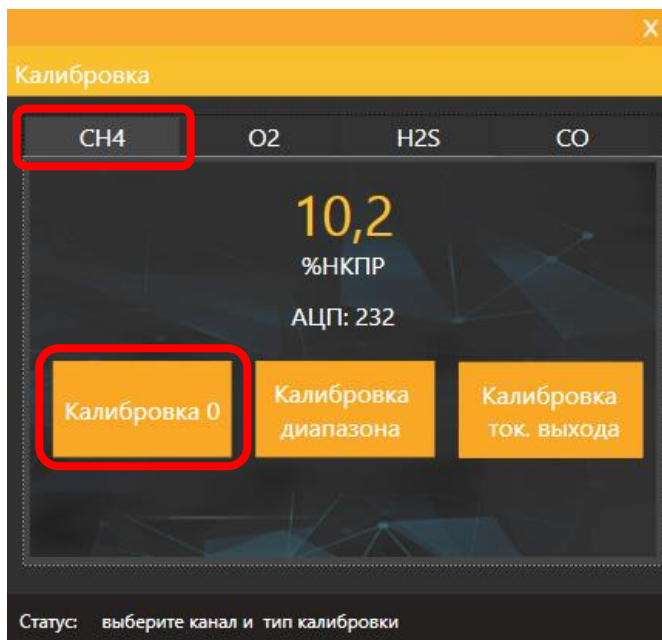 X
Калибровка
CH4 O2 H2S CO
10,2
%НКПР
АЦП: 232
Калибровка 0
Калибровка
диапазона
Калибровка
ток. выхода
Статус: выберите канал и тип калибровки